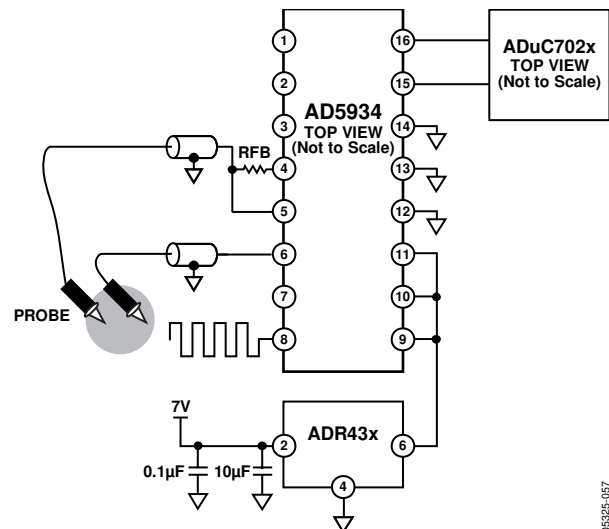 1
16
ADuC702x
TOP VIEW
(Not to Scale)
2
15
AD5934
TOP VIEW
(Not to Scale)
3
14
RFB
4
13
5
12
6
11
7
10
PROBE
8
9
7V
ADR43x
2
6
0.1µF
10µF
4
05325-057